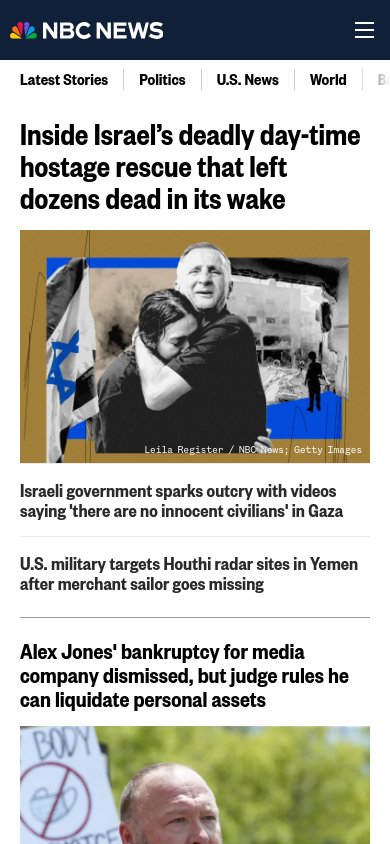 NBC NEWS
Latest Stories
Politics
U.S. News
World
Inside Israel’s deadly day-time
hostage rescue that left
dozens dead in its wake
Leila Register / NBC News; Getty Images
Israeli government sparks outcry with videos
saying 'there are no innocent civilians' in Gaza
U.S. military targets Houthi radar sites in Yemen
after merchant sailor goes missing
Alex Jones' bankruptcy for media
company dismissed, but judge rules he
can liquidate personal assets
BODY